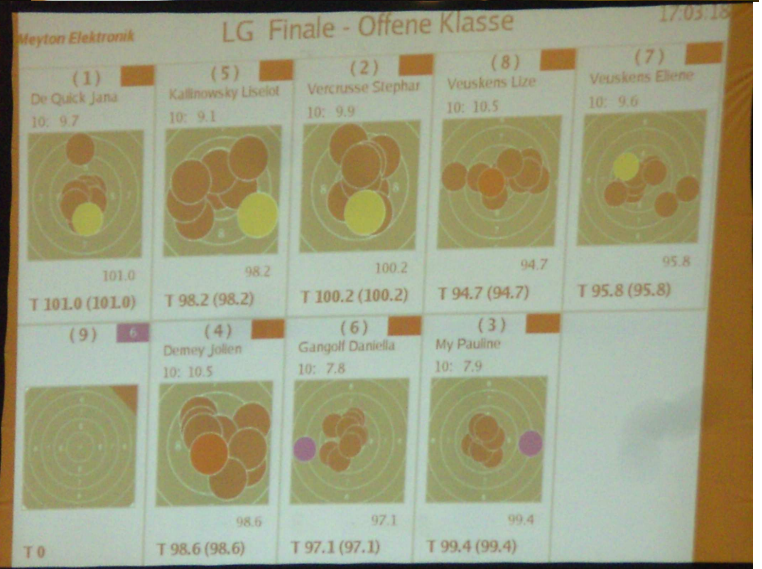 17:03:18
Meyton Elektronik
LG Finale - Offene Klasse
(1)
De Quick Jana
10: 9.7
101.0
T 101.0 (101.0)
(5)
Kallinowsky Liselot
10: 9.1
98.2
T 98.2 (98.2)
(2)
Vercrusse Stephar
10: 9.9
100.2
T 100.2 (100.2)
(8)
Veuskens Lize
10: 10.5
94.7
T 94.7 (94.7)
(7)
Veuskens Eliene
10: 9.6
95.8
T 95.8 (95.8)
(9) 6
T 0
(4)
Demey Jolien
10: 10.5
98.6
T 98.6 (98.6)
(6)
Gangolf Daniella
10: 7.8
97.1
T 97.1 (97.1)
(3)
My Pauline
10: 7.9
99.4
T 99.4 (99.4)